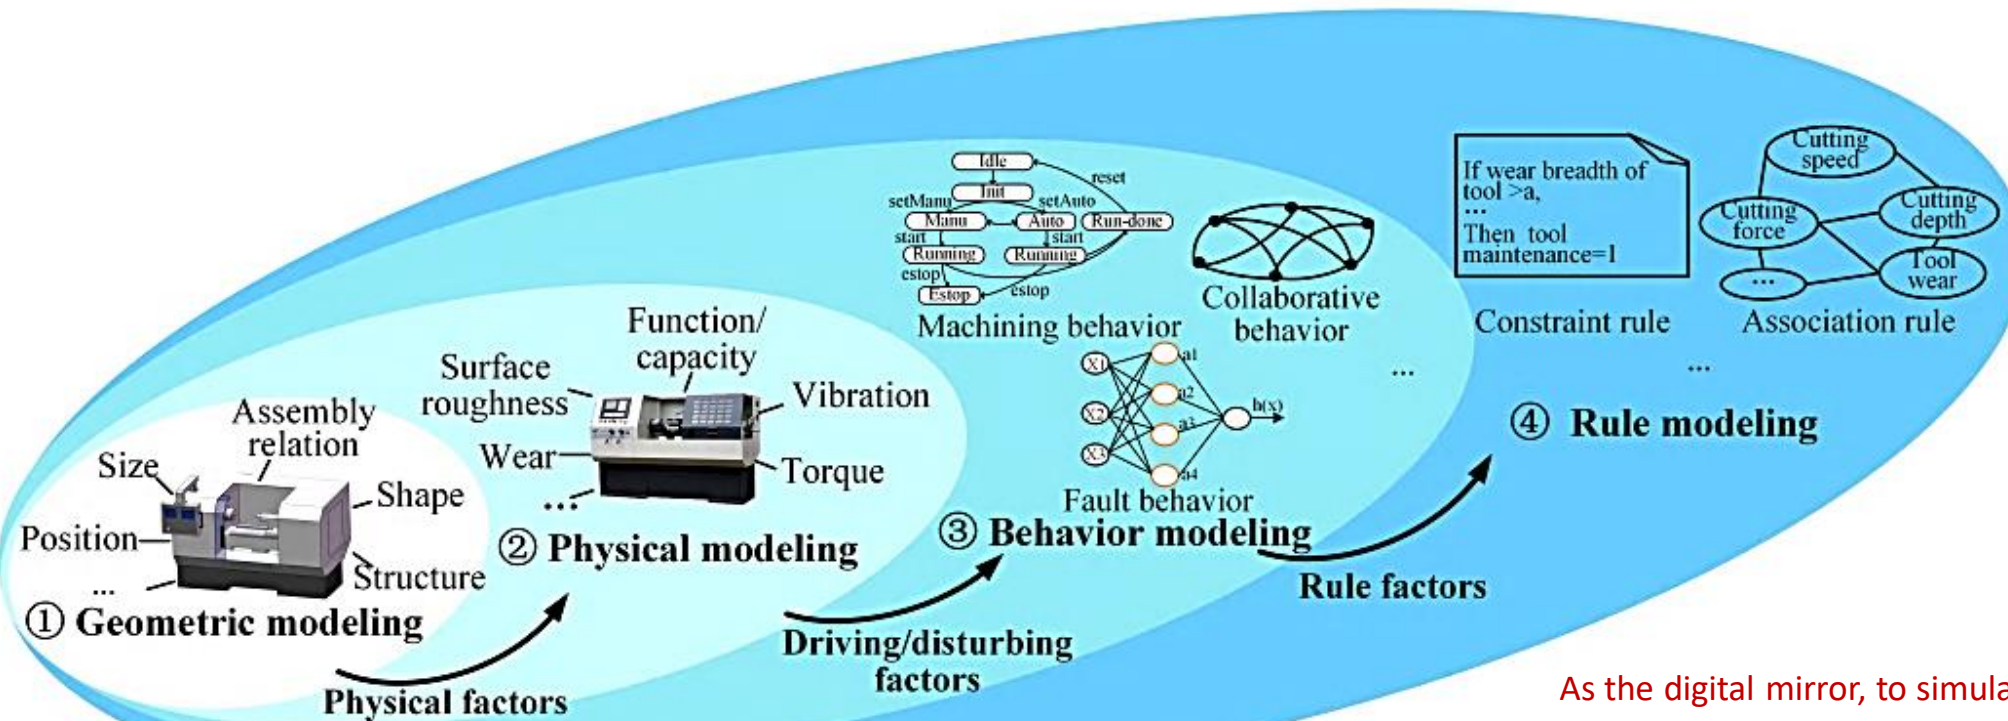 Size
Assembly
relation
Shape
Position
Structure
...
① Geometric modeling
Physical factors
Function/
capacity
Surface
roughness
Vibration
Wear
Torque
...
② Physical modeling
Driving/disturbing
factors
Idle
Init
reset
setManu
setAuto
Manu
Auto
Run-done
start
start
Running
Running
estop
estop
Estop
Machining behavior
Collaborative
behavior
X1
X2
X3
a1
a2
a3
a4
h(x)
Fault behavior
...
③ Behavior modeling
Rule factors
If wear breadth of
tool >a,
...
Then tool
maintenance=1
Constraint rule
Cutting
speed
Cutting
force
Cutting
depth
Tool
wear
...
Association rule
...
④ Rule modeling
As the digital mirror, to simula